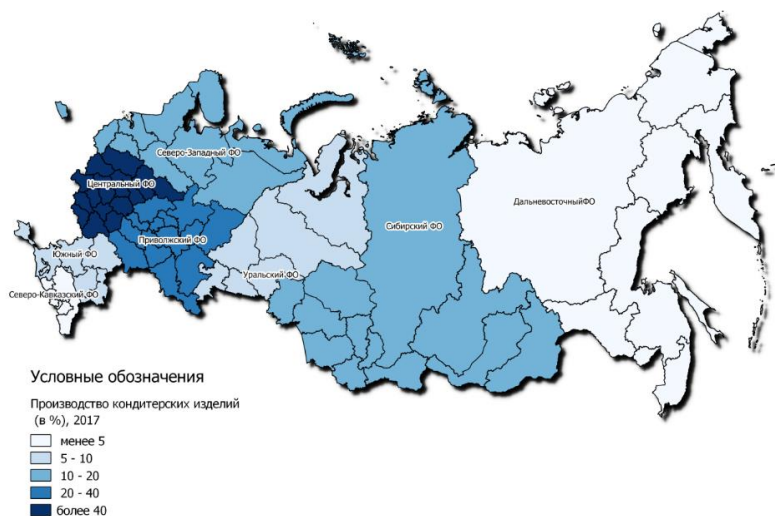 Северо-Западный ФО
Центральный ФО
ДальневосточныйФО
Сибирский ФО
Приволжский ФО
Южный ФО
Уральский ФО
Северо-Кавказский ФО
Условные обозначения
Производство кондитерских изделий
(в %), 2017
менее 5
5 - 10
10 - 20
20 - 40
более 40